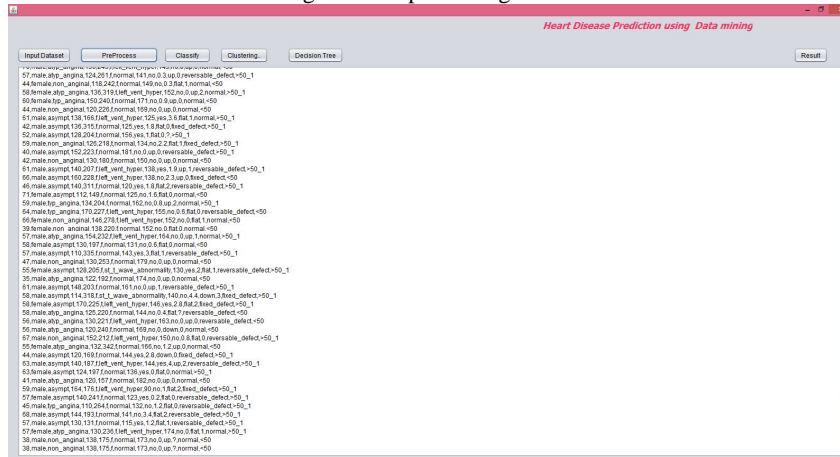 Heart Disease Prediction using Data mining
Input Dataset PreProcess Classify Clustering.. Decision Tree Result
57,male,atyp_angina,124,261,f,normal,141,no,0.3,up,0,reversable_defect,>50_1
44,female,non_anginal,118,242,f,normal,149,no,0.3,flat,1,normal,<50
58,female,atyp_angina,136,319,t,left_vent_hyper,152,no,0,up,2,normal,>50_1
60,female,typ_angina,150,240,f,normal,171,no,0.9,up,0,normal,<50
44,male,non_anginal,120,226,f,normal,169,no,0,up,0,normal,<50
61,male,asympt,138,166,f,left_vent_hyper,125,yes,3.6,flat,1,normal,>50_1
42,male,asympt,136,315,f,normal,125,yes,1.8,flat,0,fixed_defect,>50_1
52,male,asympt,128,204,t,normal,156,yes,1,flat,0,?,>50_1
59,male,non_anginal,126,218,t,normal,134,no,2.2,flat,1,fixed_defect,>50_1
40,male,asympt,152,223,f,normal,181,no,0,up,0,reversable_defect,>50_1
42,male,non_anginal,130,180,f,normal,150,no,0,up,0,normal,<50
61,male,asympt,140,207,f,left_vent_hyper,138,yes,1.9,up,1,reversable_defect,>50_1
66,male,asympt,160,228,f,left_vent_hyper,138,no,2.3,up,0,fixed_defect,<50
46,male,asympt,140,311,f,normal,120,yes,1.8,flat,2,reversable_defect,>50_1
71,female,asympt,112,149,f,normal,125,no,1.6,flat,0,normal,<50
59,male,typ_angina,134,204,f,normal,162,no,0.8,up,2,normal,>50_1
64,male,typ_angina,170,227,f,left_vent_hyper,155,no,0.6,flat,0,reversable_defect,<50
66,female,non_anginal,146,278,f,left_vent_hyper,152,no,0,flat,1,normal,<50
39,female,non_anginal,138,220,f,normal,152,no,0,flat,0,normal,<50
57,male,atyp_angina,154,232,f,left_vent_hyper,164,no,0,up,1,normal,>50_1
58,female,asympt,130,197,f,normal,131,no,0.6,flat,0,normal,<50
57,male,asympt,110,335,f,normal,143,yes,3,flat,1,reversable_defect,>50_1
47,male,non_anginal,130,253,f,normal,179,no,0,up,0,normal,<50
55,female,asympt,128,205,f,st_t_wave_abnormality,130,yes,2,flat,1,reversable_defect,>50_1
35,male,atyp_angina,122,192,f,normal,174,no,0,up,0,normal,<50
61,male,asympt,148,203,f,normal,161,no,0,up,1,reversable_defect,>50_1
58,male,asympt,114,318,f,st_t_wave_abnormality,140,no,4.4,down,3,fixed_defect,>50_1
58,female,asympt,170,225,t,left_vent_hyper,146,yes,2.8,flat,2,fixed_defect,>50_1
58,male,atyp_angina,125,220,f,normal,144,no,0.4,flat,?,reversable_defect,<50
56,male,atyp_angina,130,221,f,left_vent_hyper,163,no,0,up,0,reversable_defect,<50
56,male,atyp_angina,120,240,f,normal,169,no,0,down,0,normal,<50
67,male,non_anginal,152,212,f,left_vent_hyper,150,no,0.8,flat,0,reversable_defect,>50_1
55,female,atyp_angina,132,342,f,normal,166,no,1.2,up,0,normal,<50
44,male,asympt,120,169,f,normal,144,yes,2.8,down,0,fixed_defect,>50_1
63,male,asympt,140,187,f,left_vent_hyper,144,yes,4,up,2,reversable_defect,>50_1
63,female,asympt,124,197,f,normal,136,yes,0,flat,0,normal,>50_1
41,male,atyp_angina,120,157,f,normal,182,no,0,up,0,normal,<50
59,male,asympt,164,176,t,left_vent_hyper,90,no,1,flat,2,fixed_defect,>50_1
57,female,asympt,140,241,f,normal,123,yes,0.2,flat,0,reversable_defect,>50_1
45,male,typ_angina,110,264,f,normal,132,no,1.2,flat,0,reversable_defect,>50_1
68,male,asympt,144,193,t,normal,141,no,3.4,flat,2,reversable_defect,>50_1
57,male,asympt,130,131,f,normal,115,yes,1.2,flat,1,reversable_defect,>50_1
57,female,atyp_angina,130,236,f,left_vent_hyper,174,no,0,flat,1,normal,>50_1
38,male,non_anginal,138,175,f,normal,173,no,0,up,?,normal,<50
38,male,non_anginal,138,175,f,normal,173,no,0,up,?,normal,<50